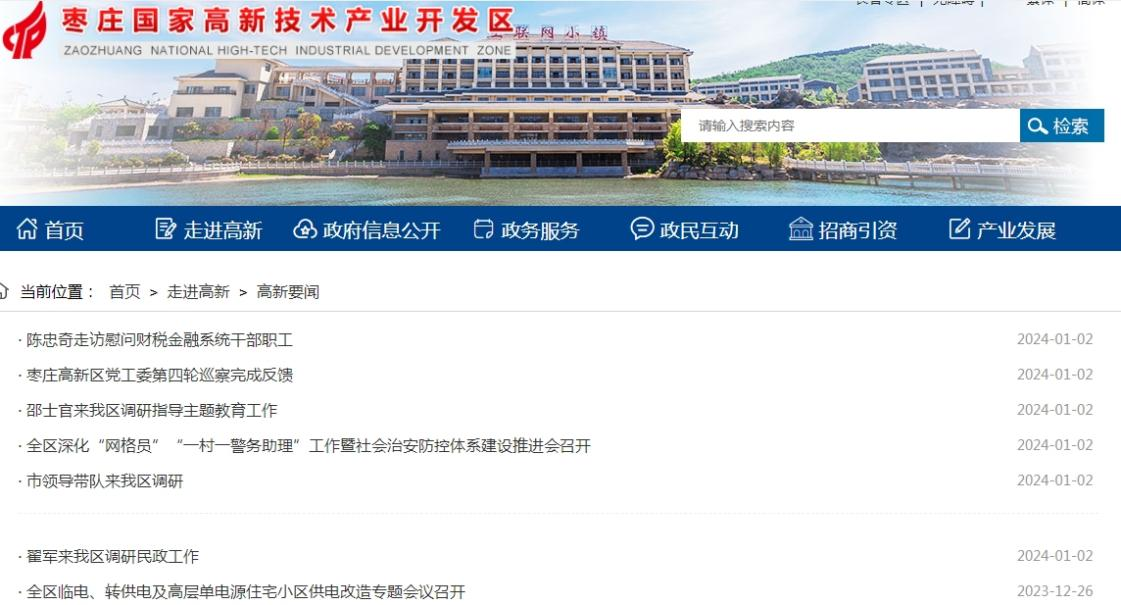 枣庄国家高新技术产业开发区
ZAOZHUANG NATIONAL HIGH-TECH INDUSTRIAL DEVELOPMENT ZONE
互联网小镇
请输入搜索内容 检索
首页 走进高新 政府信息公开 政务服务 政民互动 招商引资 产业发展
当前位置： 首页 > 走进高新 > 高新要闻
· 陈忠奇走访慰问财税金融系统干部职工 2024-01-02
· 枣庄高新区党工委第四轮巡察完成反馈 2024-01-02
· 邵士官来我区调研指导主题教育工作 2024-01-02
· 全区深化“网格员”“一村一警务助理”工作暨社会治安防控体系建设推进会召开 2024-01-02
· 市领导带队来我区调研 2024-01-02
· 翟军来我区调研民政工作 2024-01-02
· 全区临电、转供电及高层单电源住宅小区供电改造专题会议召开 2023-12-26